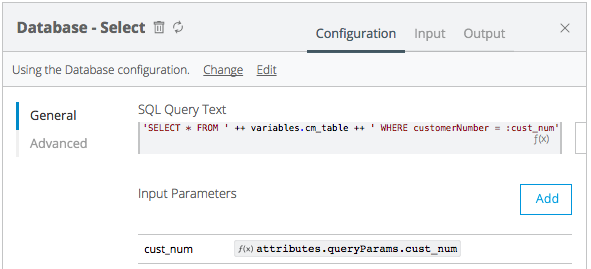 Database - Select
Configuration Input Output
Using the Database configuration. Change Edit
General
Advanced
SQL Query Text
'SELECT * FROM ' ++ variables.cm_table ++ ' WHERE customerNumber = :cust_num'
ƒ(x)
Input Parameters
Add
cust_num ƒ(x) attributes.queryParams.cust_num